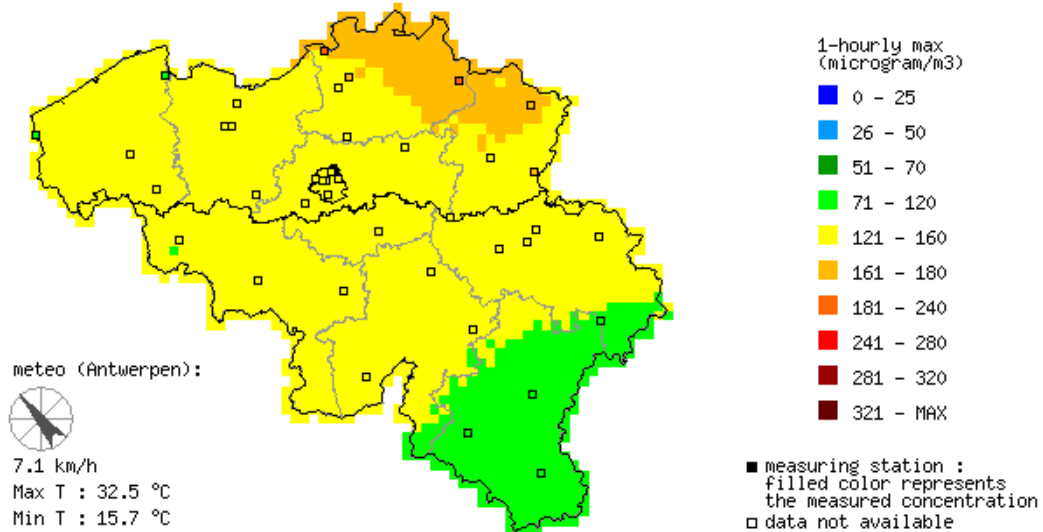 1-hourly max
(microgram/m3)
0 - 25
26 - 50
51 - 70
71 - 120
121 - 160
161 - 180
181 - 240
241 - 280
281 - 320
321 - MAX
meteo (Antwerpen):
7.1 km/h
Max T : 32.5 °C
Min T : 15.7 °C
measuring station :
filled color represents
the measured concentration
data not available